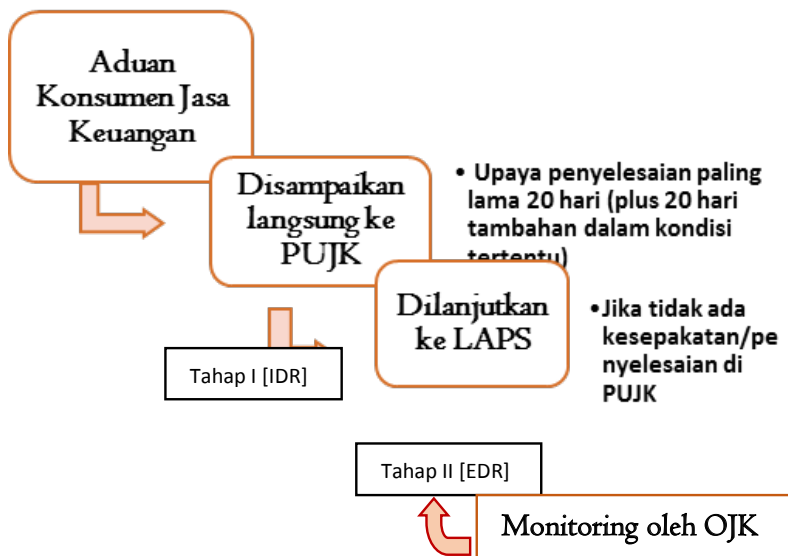 Aduan
Konsumen Jasa
Keuangan
Disampaikan
langsung ke
PUJK
• Upaya penyelesaian paling
lama 20 hari (plus 20 hari
tambahan dalam kondisi
tertentu)
Dilanjutkan
ke LAPS
•Jika tidak ada
kesepakatan/pe
nyelesaian di
PUJK
Tahap I [IDR]
Tahap II [EDR]
Monitoring oleh OJK